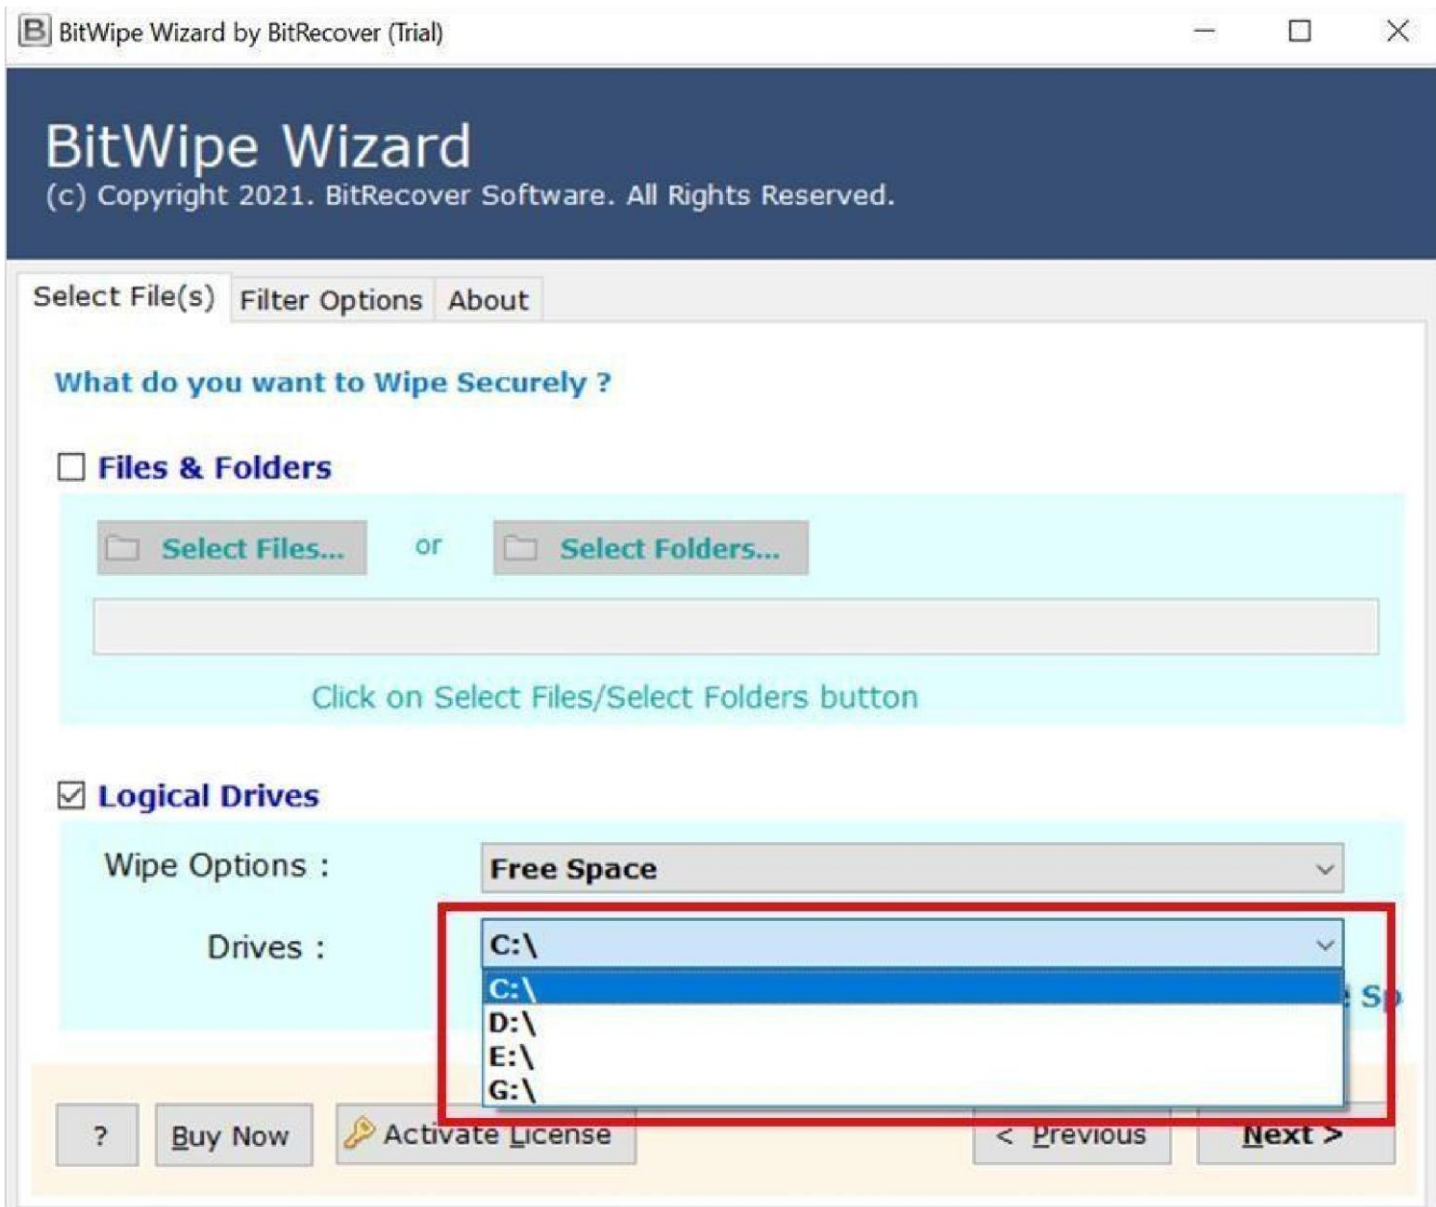 BitWipe Wizard by BitRecover (Trial)
BitWipe Wizard
(c) Copyright 2021. BitRecover Software. All Rights Reserved.
Select File(s) Filter Options About
What do you want to Wipe Securely ?
Files & Folders
Select Files... or Select Folders...
Click on Select Files/Select Folders button
Logical Drives
Wipe Options : Free Space
Drives : C:\
C:\
D:\
E:\
G:\
? Buy Now Activate License < Previous Next >